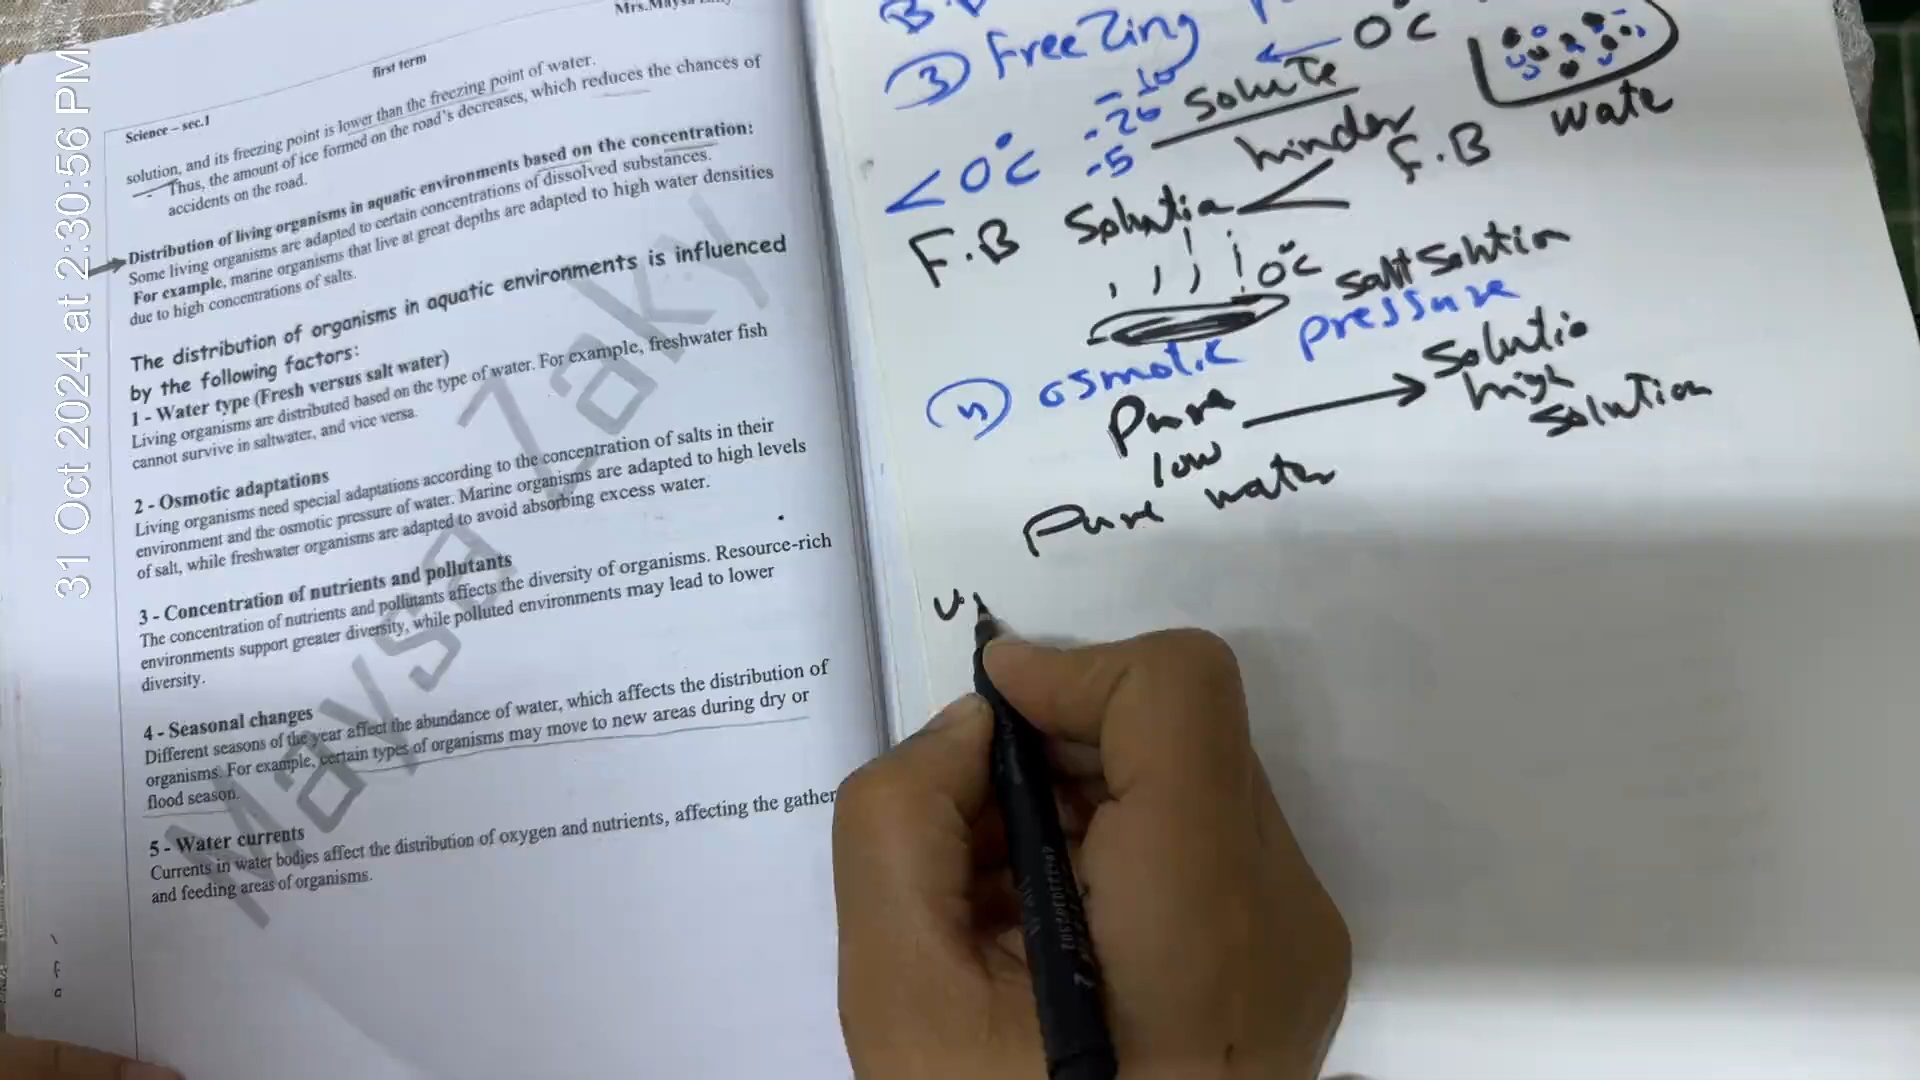 31 Oct 2024 at 2:30:56 PM
first term
Science – sec.1
solution, and its freezing point is lower than the freezing point of water.
Thus, the amount of ice formed on the road's decreases, which reduces the chances of
accidents on the road.
Distribution of living organisms in aquatic environments based on the concentration:
Some living organisms are adapted to certain concentrations of dissolved substances.
For example, marine organisms that live at great depths are adapted to high water densities
due to high concentrations of salts.
The distribution of organisms in aquatic environments is influenced
by the following factors:
1 - Water type (Fresh versus salt water)
Living organisms are distributed based on the type of water. For example, freshwater fish
cannot survive in saltwater, and vice versa.
2 - Osmotic adaptations
Living organisms need special adaptations according to the concentration of salts in their
environment and the osmotic pressure of water. Marine organisms are adapted to high levels
of salt, while freshwater organisms are adapted to avoid absorbing excess water.
3 - Concentration of nutrients and pollutants
The concentration of nutrients and pollutants affects the diversity of organisms. Resource-rich
environments support greater diversity, while polluted environments may lead to lower
diversity.
4 - Seasonal changes
Different seasons of the year affect the abundance of water, which affects the distribution of
organisms. For example, certain types of organisms may move to new areas during dry or
flood season.
5 - Water currents
Currents in water bodies affect the distribution of oxygen and nutrients, affecting the gather
and feeding areas of organisms.
Maysa Zaky
3 Freezing
0°C
-10
-20
-5
solute
hinder
wate
< 0°C
F.B
F.B Solutia <
0°C
salt solution
osmotic pressure
Pure → Solutio
low high
Pure water solution